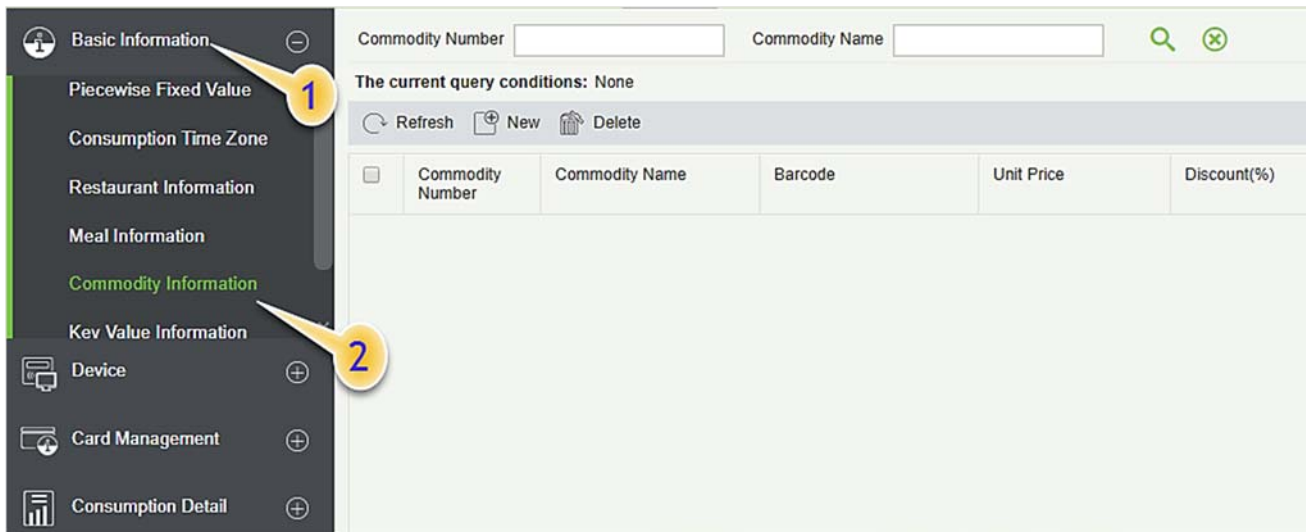 Basic Information
Piecewise Fixed Value
Consumption Time Zone
Restaurant Information
Meal Information
Commodity Information
Key Value Information
Device
Card Management
Consumption Detail
1
2
Commodity Number
Commodity Name
The current query conditions: None
Refresh New Delete
Commodity Number
Commodity Name
Barcode
Unit Price
Discount(%)